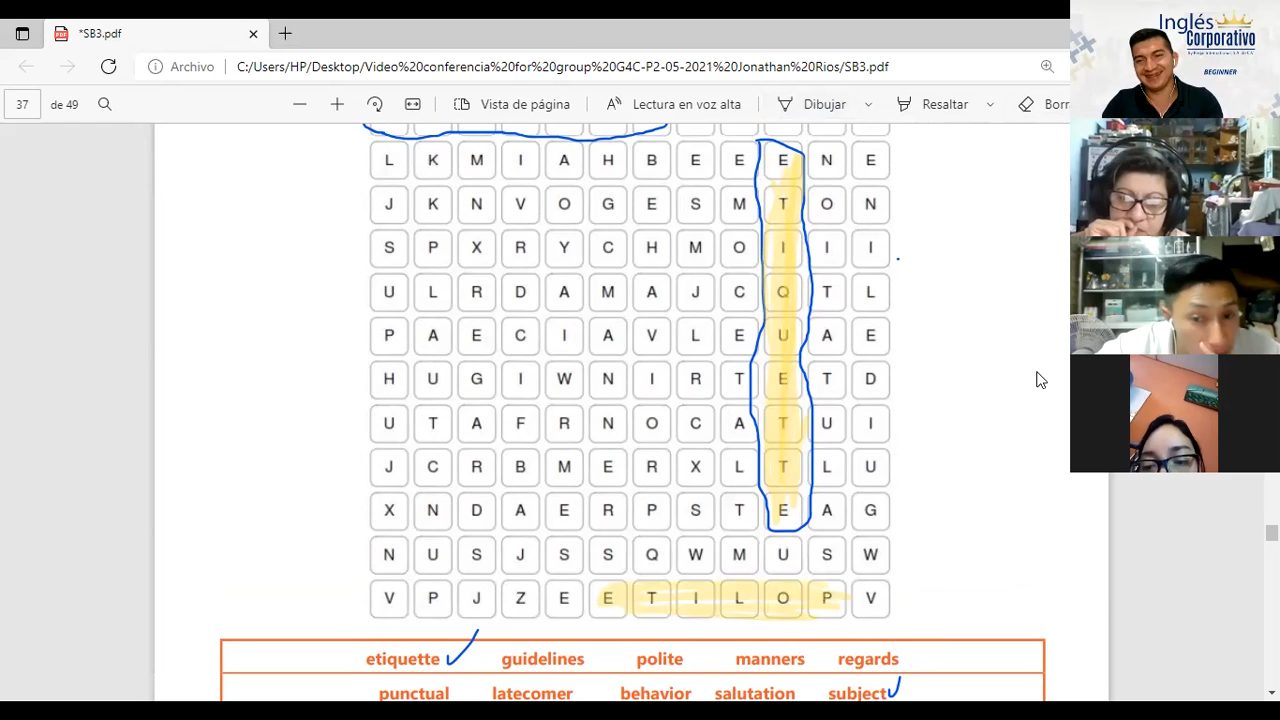 *SB3.pdf
Archivo C:/Users/HP/Desktop/Video%20conferencia%20For%20group%20G4C-P2-05-2021%20Jonathan%20Rios/SB3.pdf
37 de 49 Vista de página Lectura en voz alta Dibujar Resaltar Borr
Inglés
Corporativo
BEGINNER
L K M I A H B E E E N E
J K N V O G E S M T O N
S P X R Y C H M O I I I
U L R D A M A J C Q T L
P A E C I A V L E U A E
H U G I W N I R T E T D
U T A F R N O C A T U I
J C R B M E R X L T L U
X N D A E R P S T E A G
N U S J S S Q W M U S W
V P J Z E E T I L O P V
etiquette guidelines polite manners regards
punctual latecomer behavior salutation subject